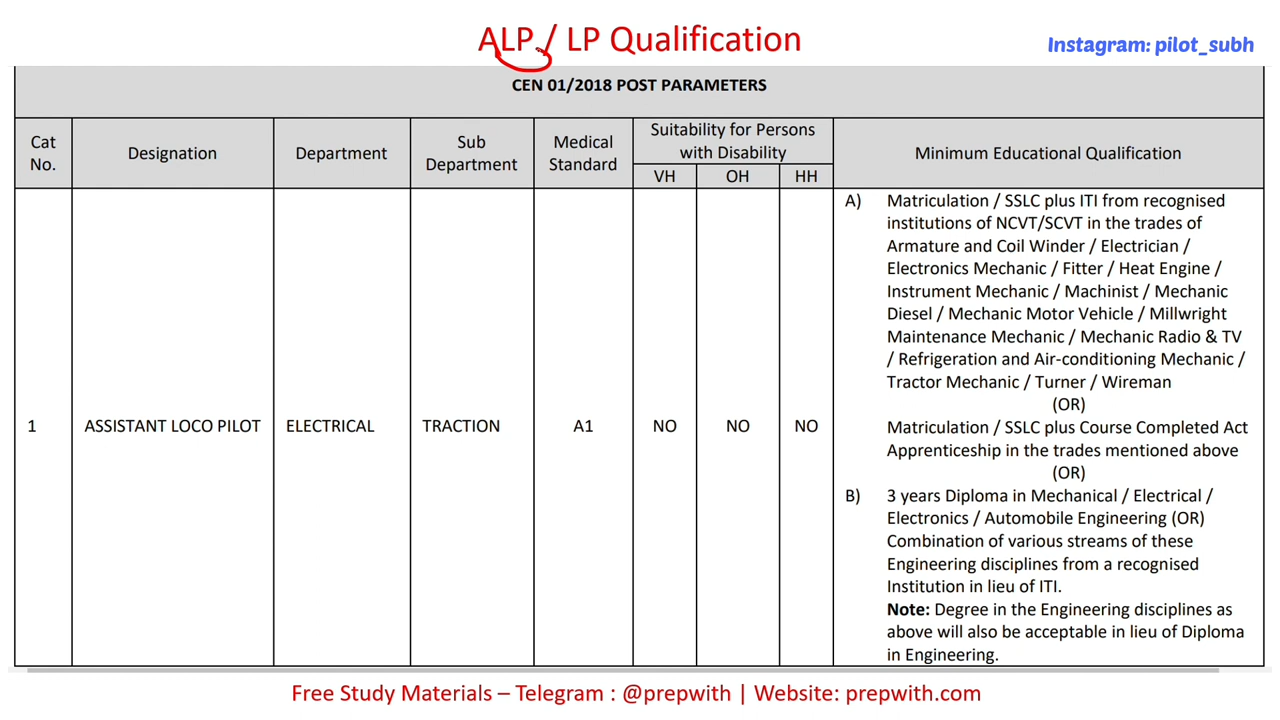 ALP / LP Qualification
Instagram: pilot_subh
CEN 01/2018 POST PARAMETERS
Cat No.
Designation
Department
Sub Department
Medical Standard
Suitability for Persons with Disability
VH
OH
HH
Minimum Educational Qualification
1
ASSISTANT LOCO PILOT
ELECTRICAL
TRACTION
A1
NO
NO
NO
A) Matriculation / SSLC plus ITI from recognised
institutions of NCVT/SCVT in the trades of
Armature and Coil Winder / Electrician /
Electronics Mechanic / Fitter / Heat Engine /
Instrument Mechanic / Machinist / Mechanic
Diesel / Mechanic Motor Vehicle / Millwright
Maintenance Mechanic / Mechanic Radio & TV
/ Refrigeration and Air-conditioning Mechanic /
Tractor Mechanic / Turner / Wireman
(OR)
Matriculation / SSLC plus Course Completed Act
Apprenticeship in the trades mentioned above
(OR)
B) 3 years Diploma in Mechanical / Electrical /
Electronics / Automobile Engineering (OR)
Combination of various streams of these
Engineering disciplines from a recognised
Institution in lieu of ITI.
Note: Degree in the Engineering disciplines as
above will also be acceptable in lieu of Diploma
in Engineering.
Free Study Materials – Telegram : @prepwith | Website: prepwith.com